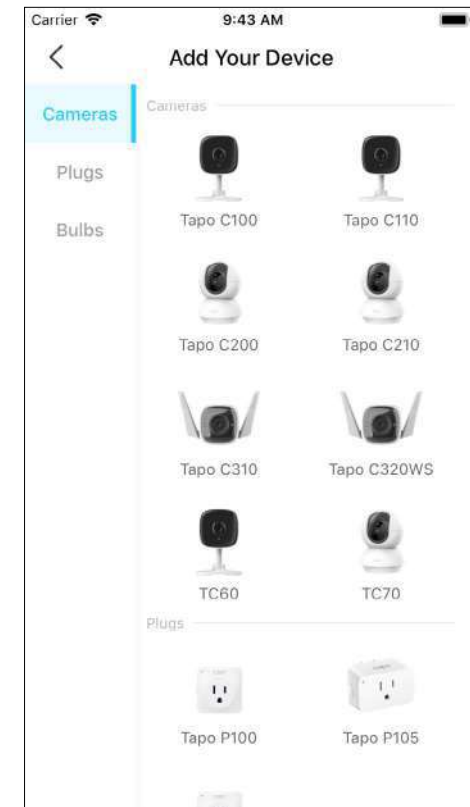 Carrier 9:43 AM
Add Your Device
Cameras
Plugs
Bulbs
Cameras
Tapo C100 Tapo C110
Tapo C200 Tapo C210
Tapo C310 Tapo C320WS
TC60 TC70
Plugs
Tapo P100 Tapo P105